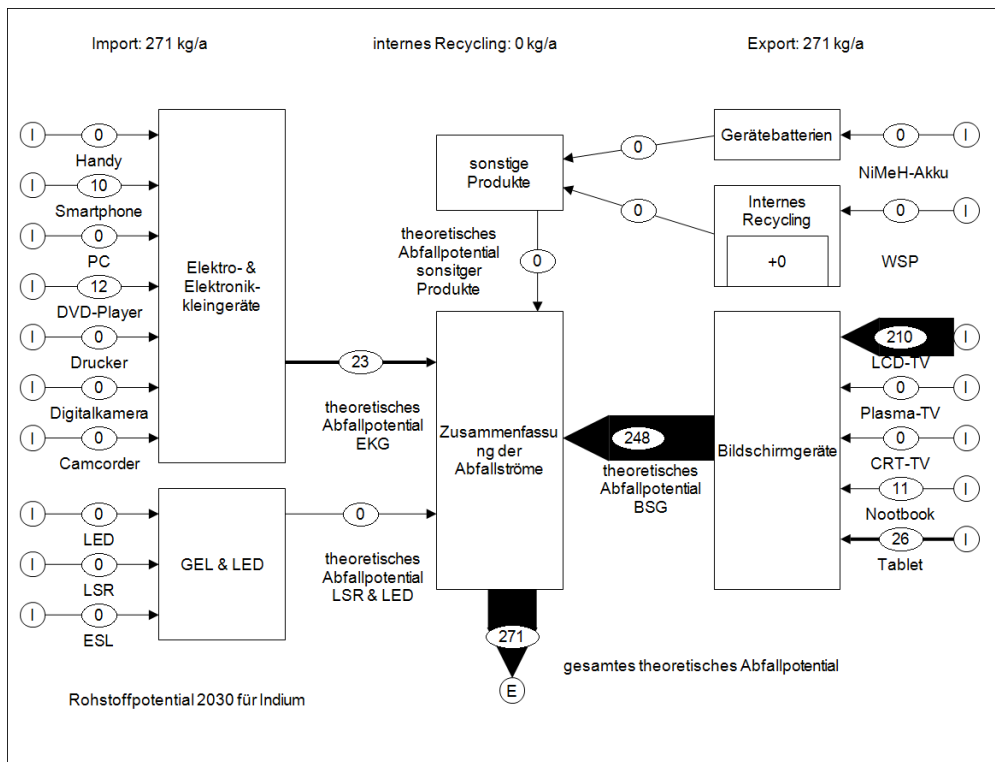 Import: 271 kg/a
internes Recycling: 0 kg/a
Export: 271 kg/a
I
0
Handy
I
10
Smartphone
I
0
PC
I
12
DVD-Player
I
0
Drucker
I
0
Digitalkamera
I
0
Camcorder
Elektro- &
Elektronik-
kleingeräte
23
theoretisches
Abfallpotential
EKG
I
0
LED
I
0
LSR
I
0
ESL
GEL & LED
0
theoretisches
Abfallpotential
LSR & LED
sonstige
Produkte
0
0
theoretisches
Abfallpotential
sonsitger
Produkte
0
Zusammenfassu
ng der
Abfallströme
271
E
gesamtes theoretisches Abfallpotential
248
theoretisches
Abfallpotential
BSG
Gerätebatterien
0
I
NiMeH-Akku
Internes
Recycling
+0
0
I
WSP
Bildschirmgeräte
210
I
LCD-TV
0
I
Plasma-TV
0
I
CRT-TV
11
I
Nootbook
26
I
Tablet
Rohstoffpotential 2030 für Indium